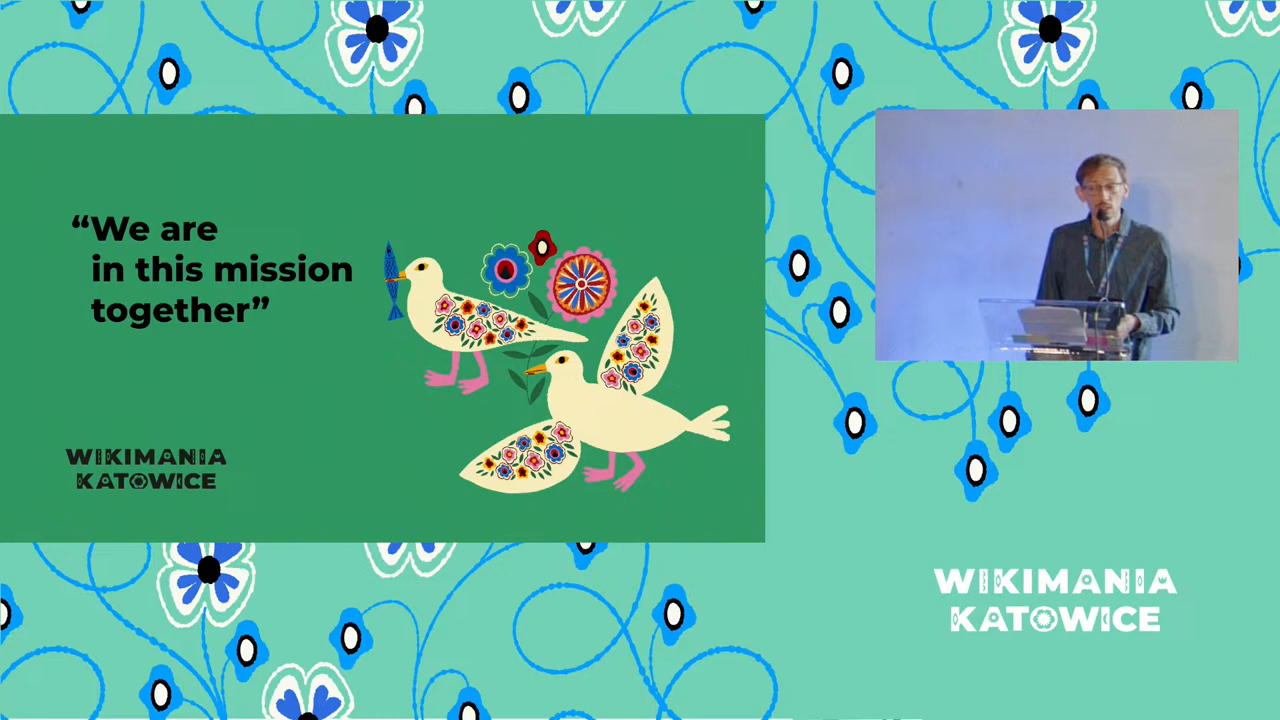 “We are
in this mission
together”
WIKIMANIA
KATOWICE
WIKIMANIA
KATOWICE